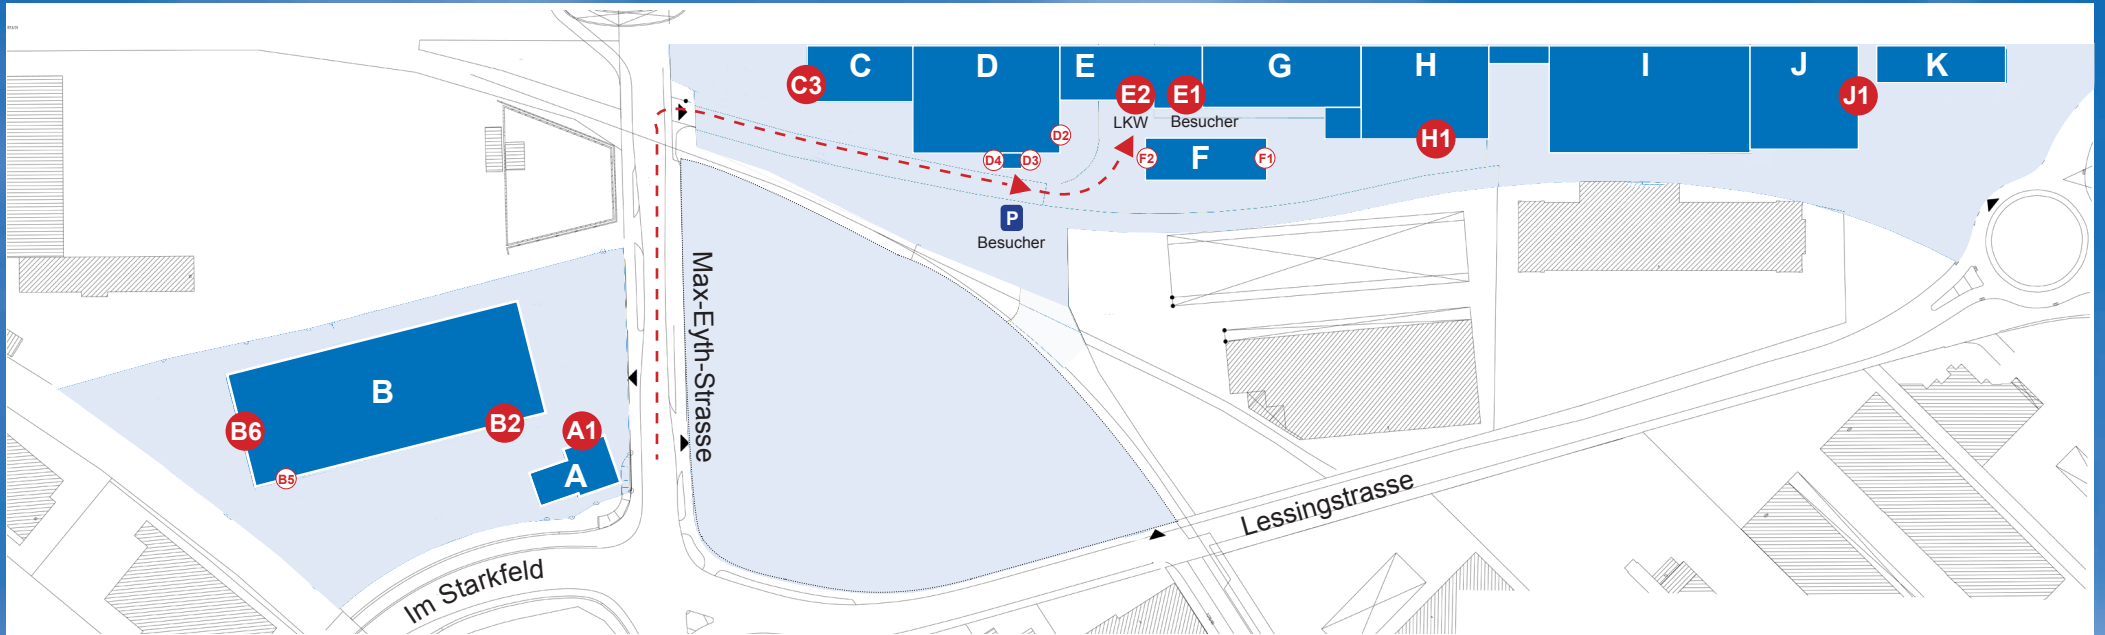 C
D
E
G
H
I
J
K
C3
E2
E1
J1
LKW
Besucher
D2
H1
D4
D3
F2
F
F1
P
Besucher
Max-Eyth-Strasse
B
B6
B2
A1
B5
A
Lessingstrasse
Im Starkfeld